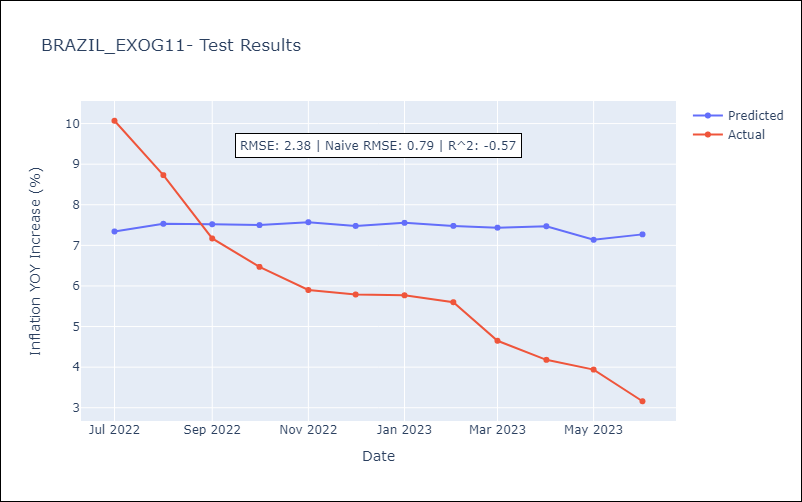 BRAZIL_EXOG11- Test Results
Predicted
Actual
RMSE: 2.38 | Naive RMSE: 0.79 | R^2: -0.57
Inflation YOY Increase (%)
10
9
8
7
6
5
4
3
Jul 2022 Sep 2022 Nov 2022 Jan 2023 Mar 2023 May 2023
Date